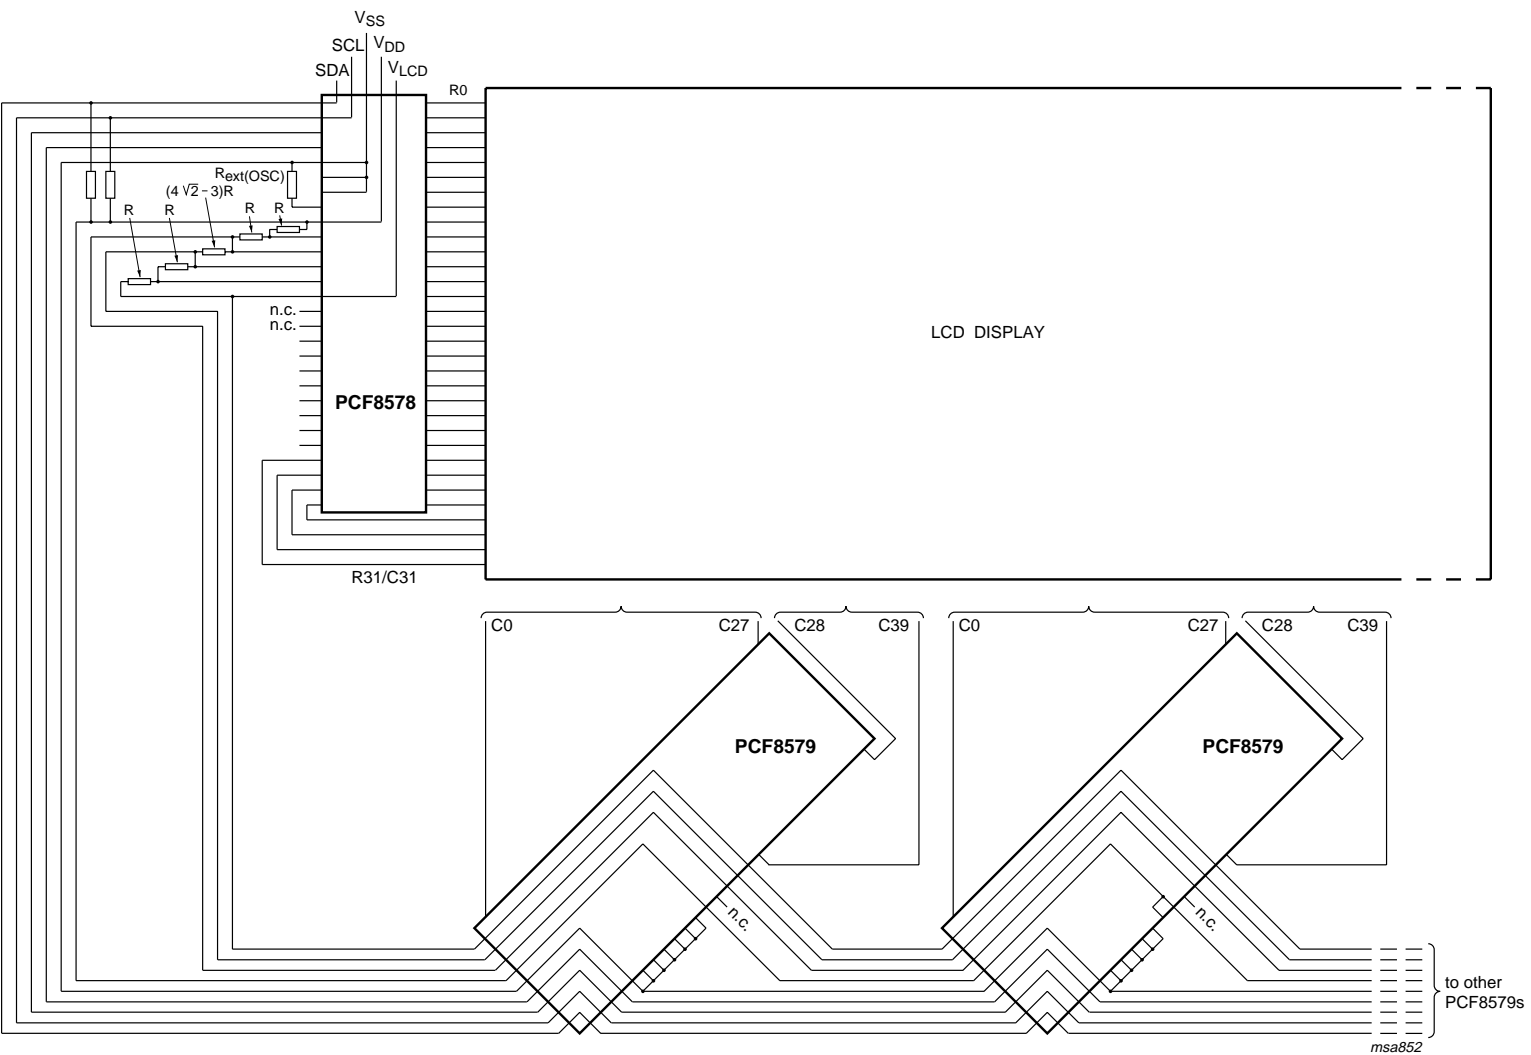 VSS
SCL VDD
SDA VLCD
R0
Rext(OSC)
(4 √2 − 3)R
R R R R
n.c.
n.c.
LCD DISPLAY
PCF8578
R31/C31
C0 C27 C28 C39 C0 C27 C28 C39
PCF8579 PCF8579
n.c. n.c.
to other
PCF8579s
msa852